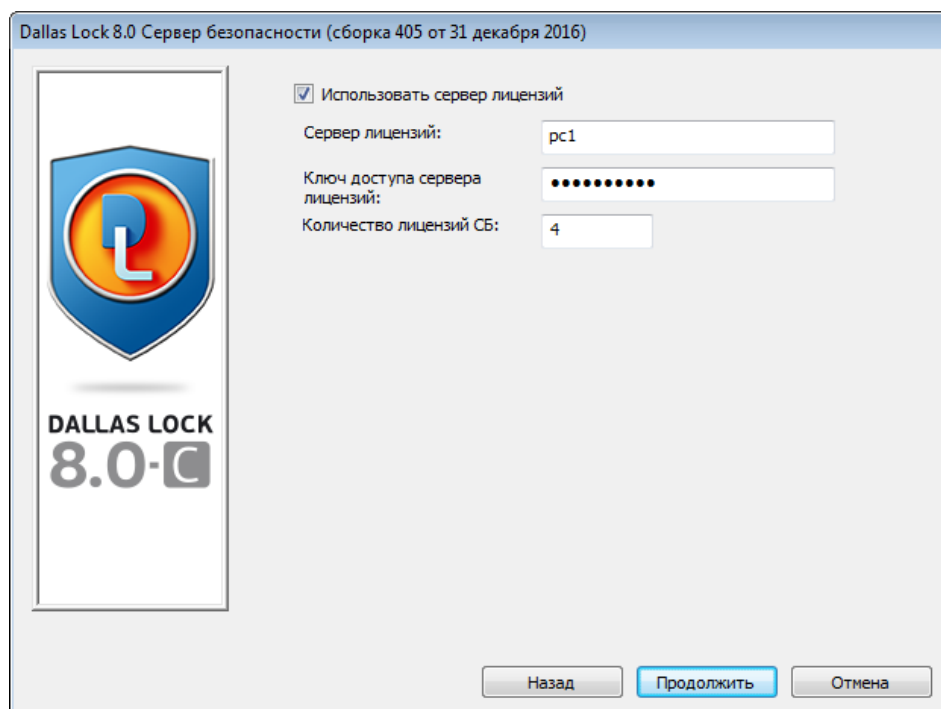 Dallas Lock 8.0 Сервер безопасности (сборка 405 от 31 декабря 2016)
Использовать сервер лицензий
Сервер лицензий:
pc1
Ключ доступа сервера
лицензий:
••••••••••
Количество лицензий СБ:
4
DL
DALLAS LOCK
8.0-C
Назад
Продолжить
Отмена